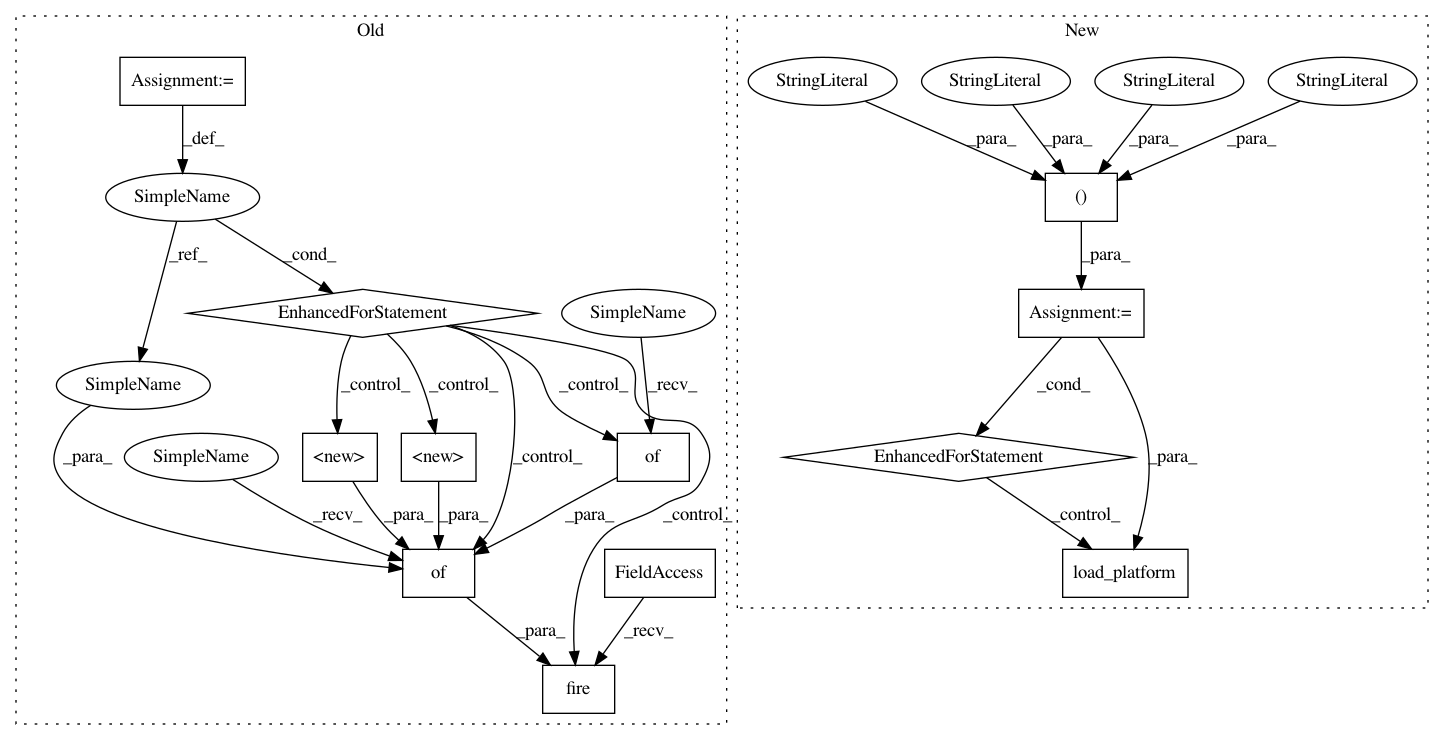 Old
New
Assignment:=
StringLiteral
StringLiteral
StringLiteral
StringLiteral
_def_
_para_
_para_
_para_
_para_
SimpleName
()
_ref_
_cond_
_para_
EnhancedForStatement
SimpleName
Assignment:=
SimpleName
_control_
_control_
_control_
_recv_
_cond_
_para_
SimpleName
<new>
<new>
_control_
of
EnhancedForStatement
_para_
_recv_
_para_
_para_
_para_
_control_
_control_
of
FieldAccess
load_platform
_para_
_recv_
fire